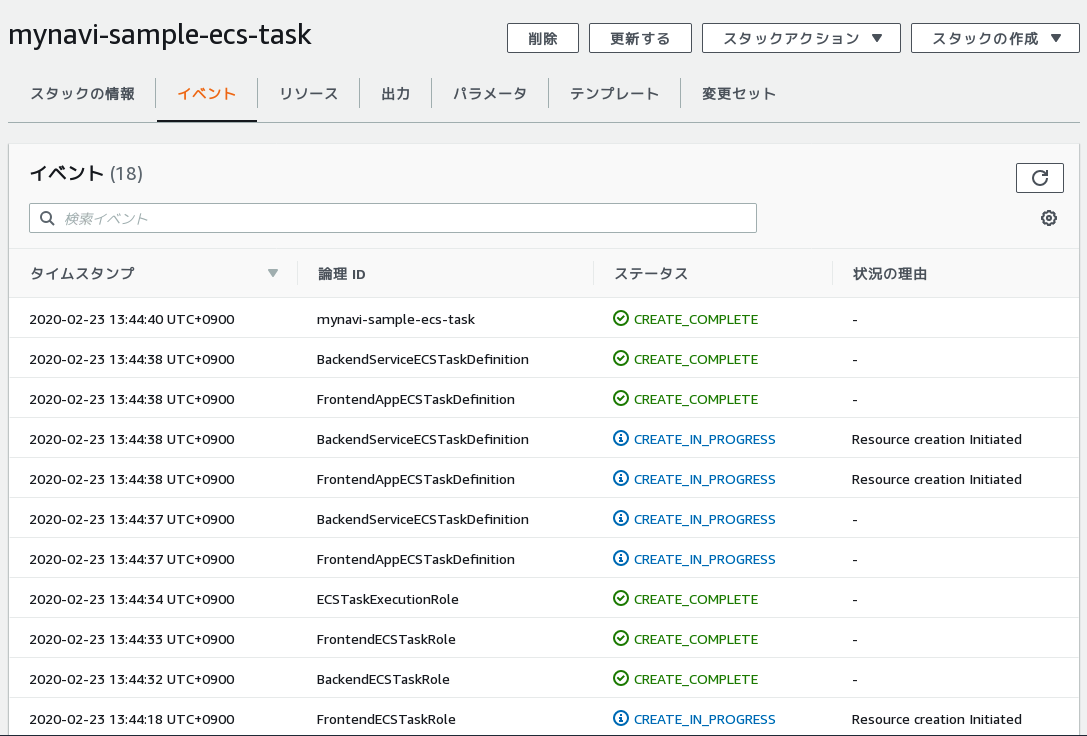 mynavi-sample-ecs-task
削除 更新する スタックアクション ▼ スタックの作成 ▼
スタックの情報 イベント リソース 出力 パラメータ テンプレート 変更セット
イベント (18)
検索イベント
タイムスタンプ ▼ 論理 ID ステータス 状況の理由
2020-02-23 13:44:40 UTC+0900 mynavi-sample-ecs-task CREATE_COMPLETE -
2020-02-23 13:44:38 UTC+0900 BackendServiceECSTaskDefinition CREATE_COMPLETE -
2020-02-23 13:44:38 UTC+0900 FrontendAppECSTaskDefinition CREATE_COMPLETE -
2020-02-23 13:44:38 UTC+0900 BackendServiceECSTaskDefinition CREATE_IN_PROGRESS Resource creation Initiated
2020-02-23 13:44:38 UTC+0900 FrontendAppECSTaskDefinition CREATE_IN_PROGRESS Resource creation Initiated
2020-02-23 13:44:37 UTC+0900 BackendServiceECSTaskDefinition CREATE_IN_PROGRESS -
2020-02-23 13:44:37 UTC+0900 FrontendAppECSTaskDefinition CREATE_IN_PROGRESS -
2020-02-23 13:44:34 UTC+0900 ECSTaskExecutionRole CREATE_COMPLETE -
2020-02-23 13:44:33 UTC+0900 FrontendECSTaskRole CREATE_COMPLETE -
2020-02-23 13:44:32 UTC+0900 BackendECSTaskRole CREATE_COMPLETE -
2020-02-23 13:44:18 UTC+0900 FrontendECSTaskRole CREATE_IN_PROGRESS Resource creation Initiated